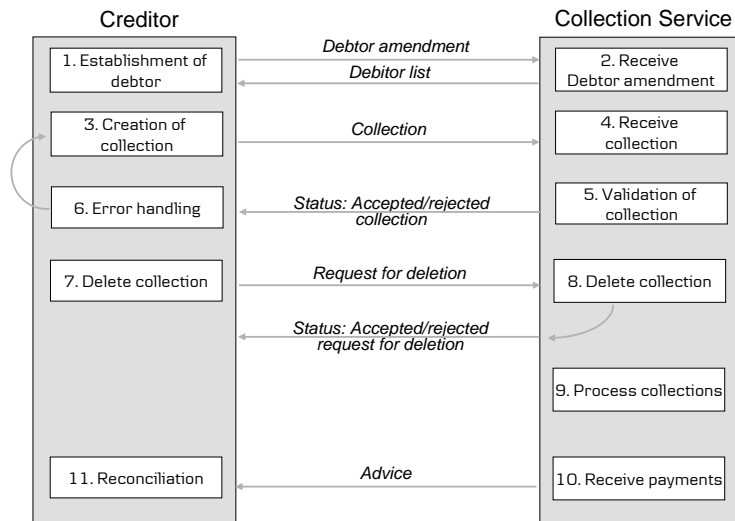 Creditor
Collection Service
1. Establishment of
debtor
Debtor amendment
Debitor list
2. Receive
Debtor amendment
3. Creation of
collection
Collection
4. Receive
collection
6. Error handling
Status: Accepted/rejected
collection
5. Validation of
collection
7. Delete collection
Request for deletion
8. Delete collection
Status: Accepted/rejected
request for deletion
9. Process collections
11. Reconciliation
Advice
10. Receive payments